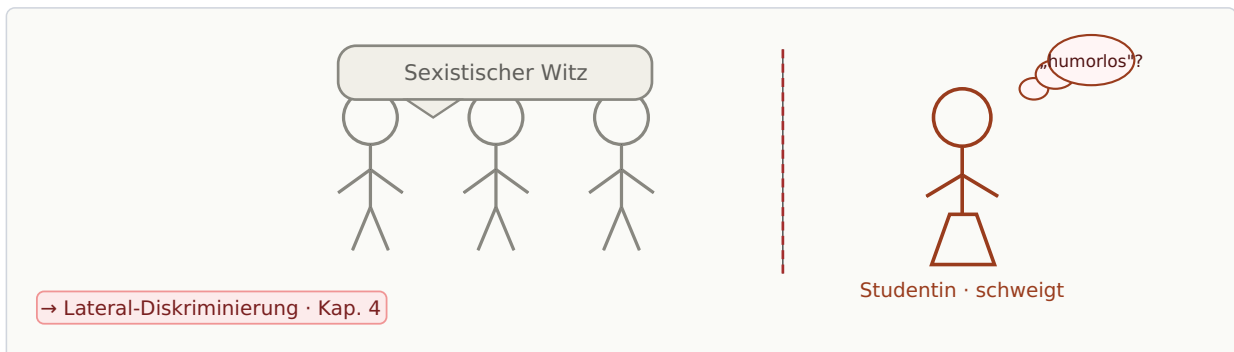 Sexistischer Witz
„humorlos"?
Studentin · schweigt
→ Lateral-Diskriminierung · Kap. 4